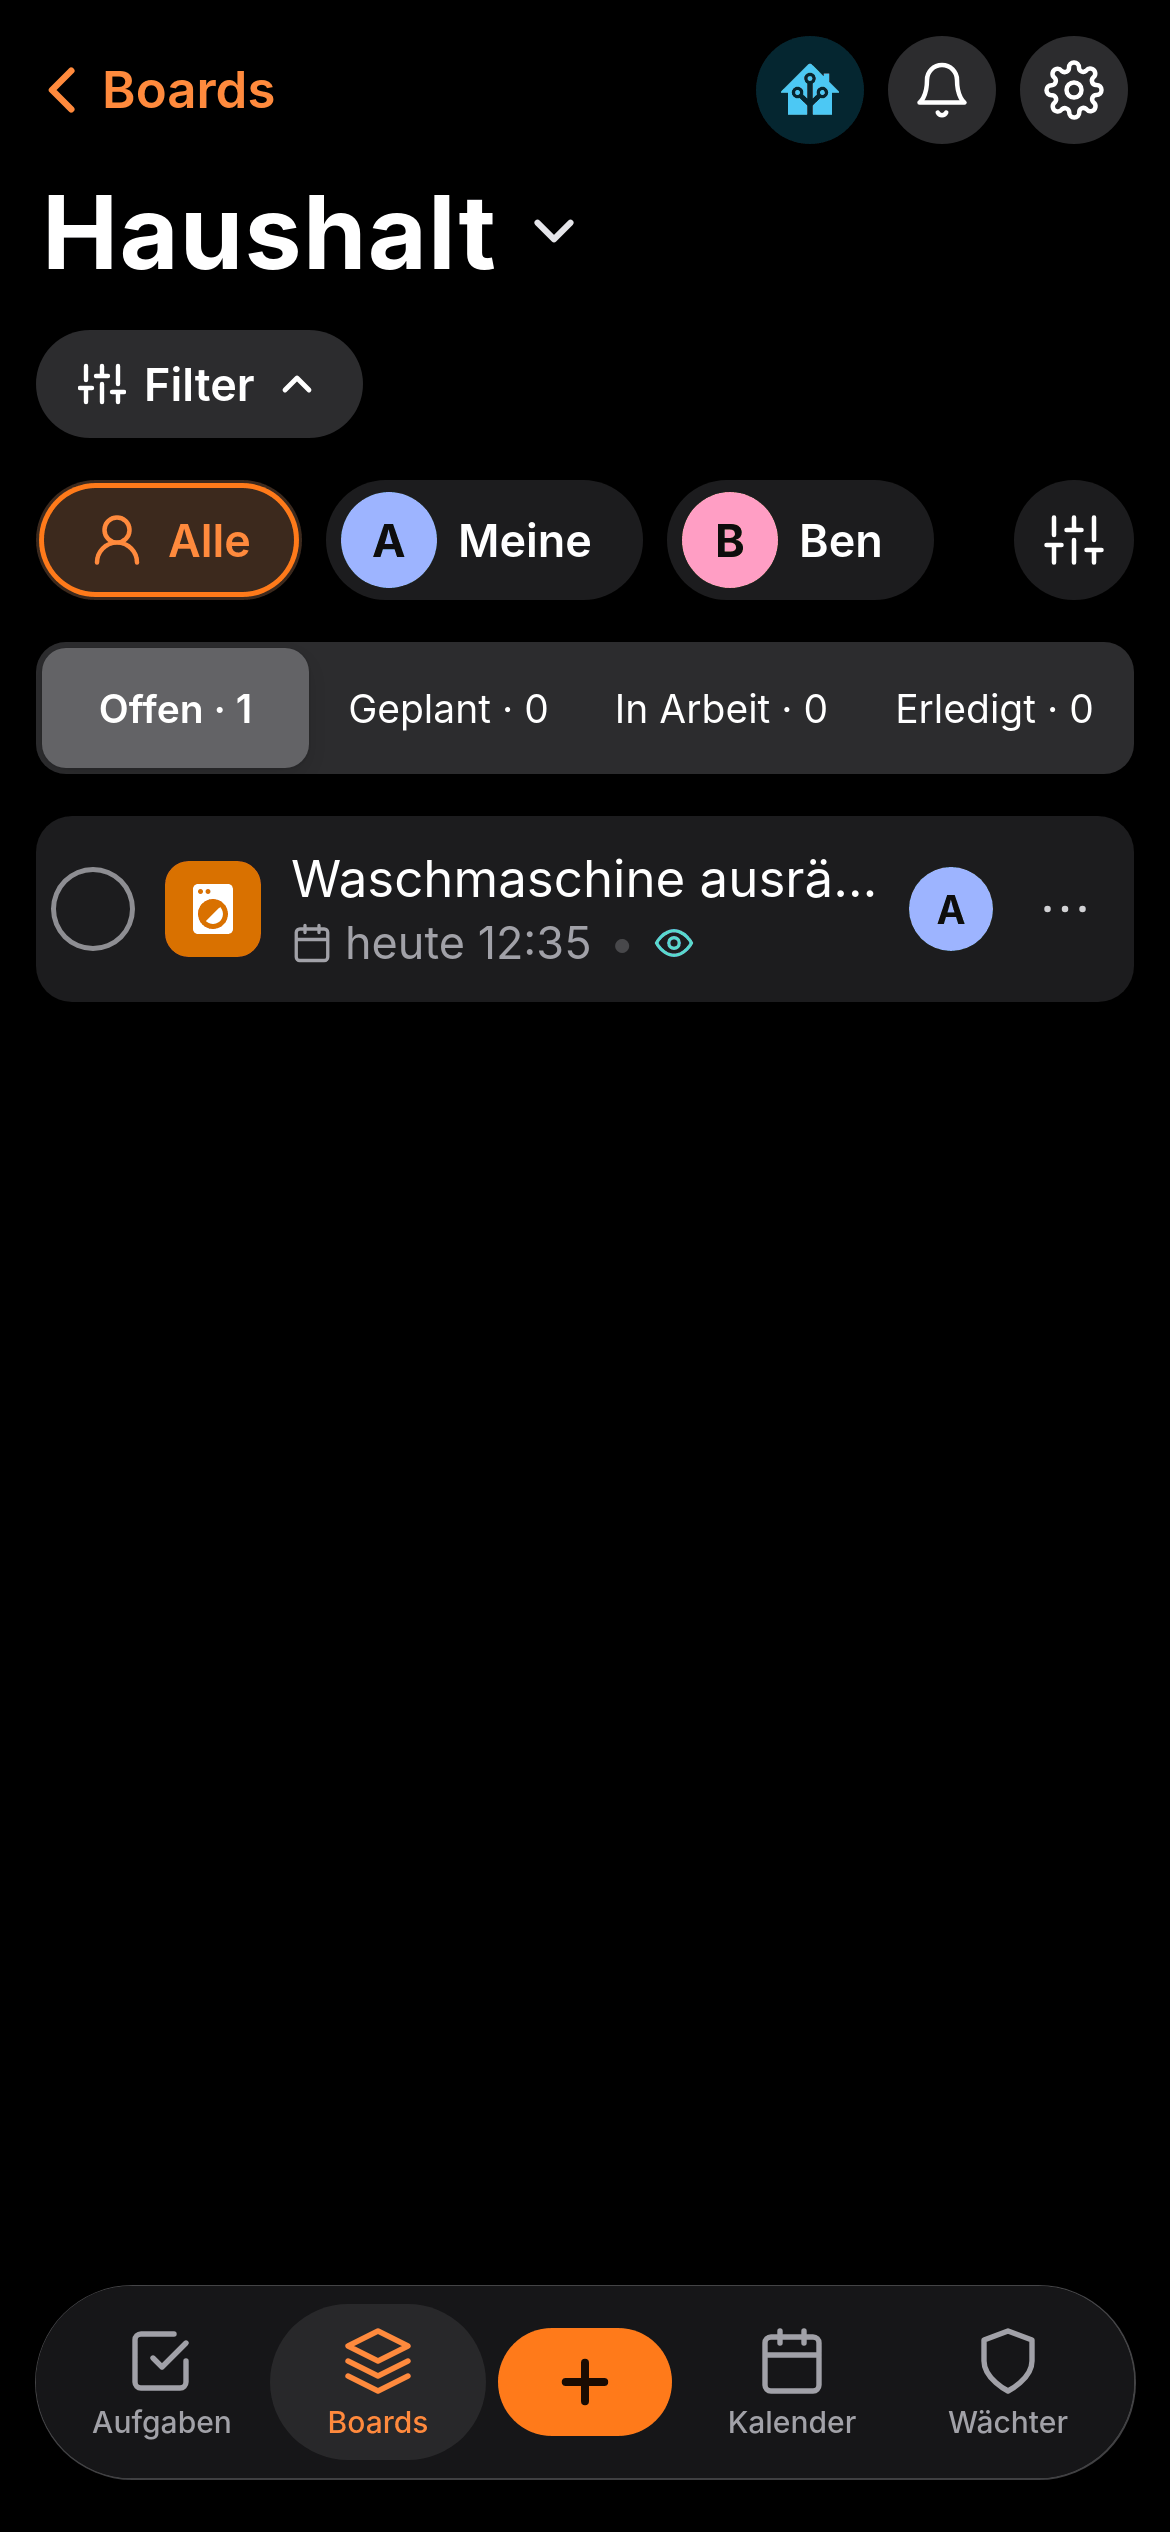 Boards
Haushalt
Filter
Alle
A Meine
B Ben
Offen · 1
Geplant · 0
In Arbeit · 0
Erledigt · 0
Waschmaschine ausrä...
heute 12:35
A
Aufgaben
Boards
Kalender
Wächter